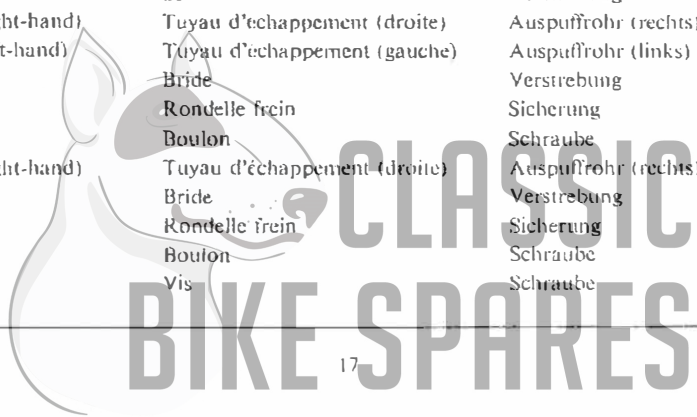 ht-hand) Tuyau d'échappement (droite) Auspuffrohr (rechts)
t-hand) Tuyau d'échappement (gauche) Auspuffrohr (links)
Bride Verstrebung
Rondelle frein Sicherung
Boulon Schraube
ht-hand) Tuyau d'échappement (droite) Auspuffrohr (rechts)
Bride Verstrebung
Rondelle frein Sicherung
Boulon Schraube
Vis Schraube
CLASSIC
BIKE SPARES
17